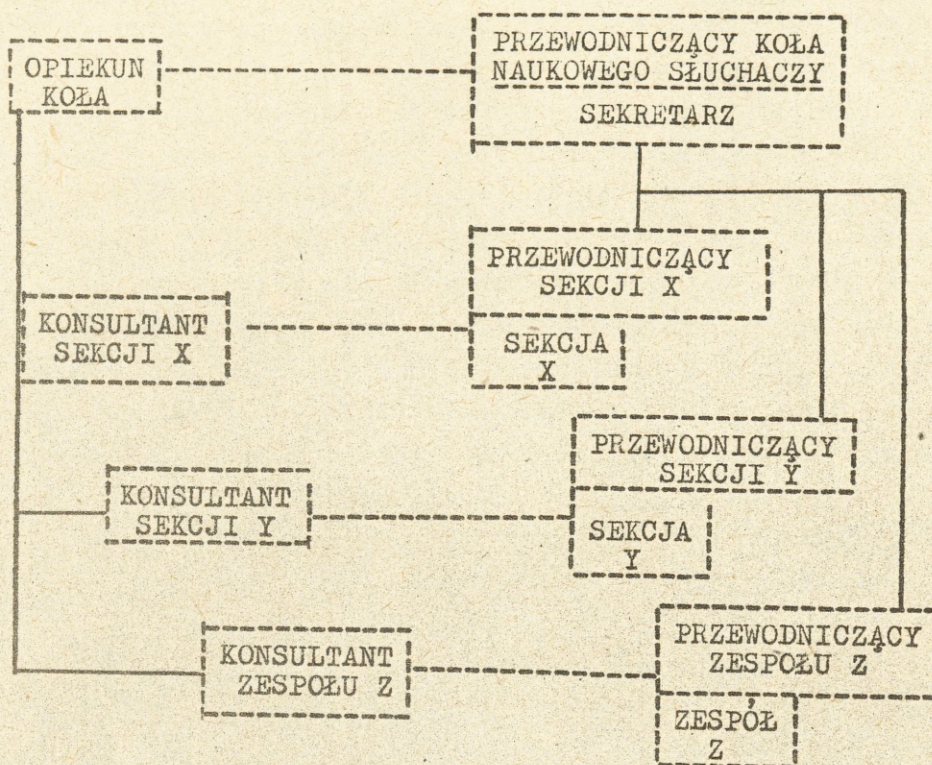 OPIEKUN
KOŁA
PRZEWODNICZĄCY KOŁA
NAUKOWEGO SŁUCHACZY
SEKRETARZ
PRZEWODNICZĄCY
SEKCJI X
KONSULTANT
SEKCJI X
SEKCJA
X
PRZEWODNICZĄCY
SEKCJI Y
KONSULTANT
SEKCJI Y
SEKCJA
Y
PRZEWODNICZĄCY
ZESPOŁU Z
KONSULTANT
ZESPOŁU Z
ZESPÓŁ
Z